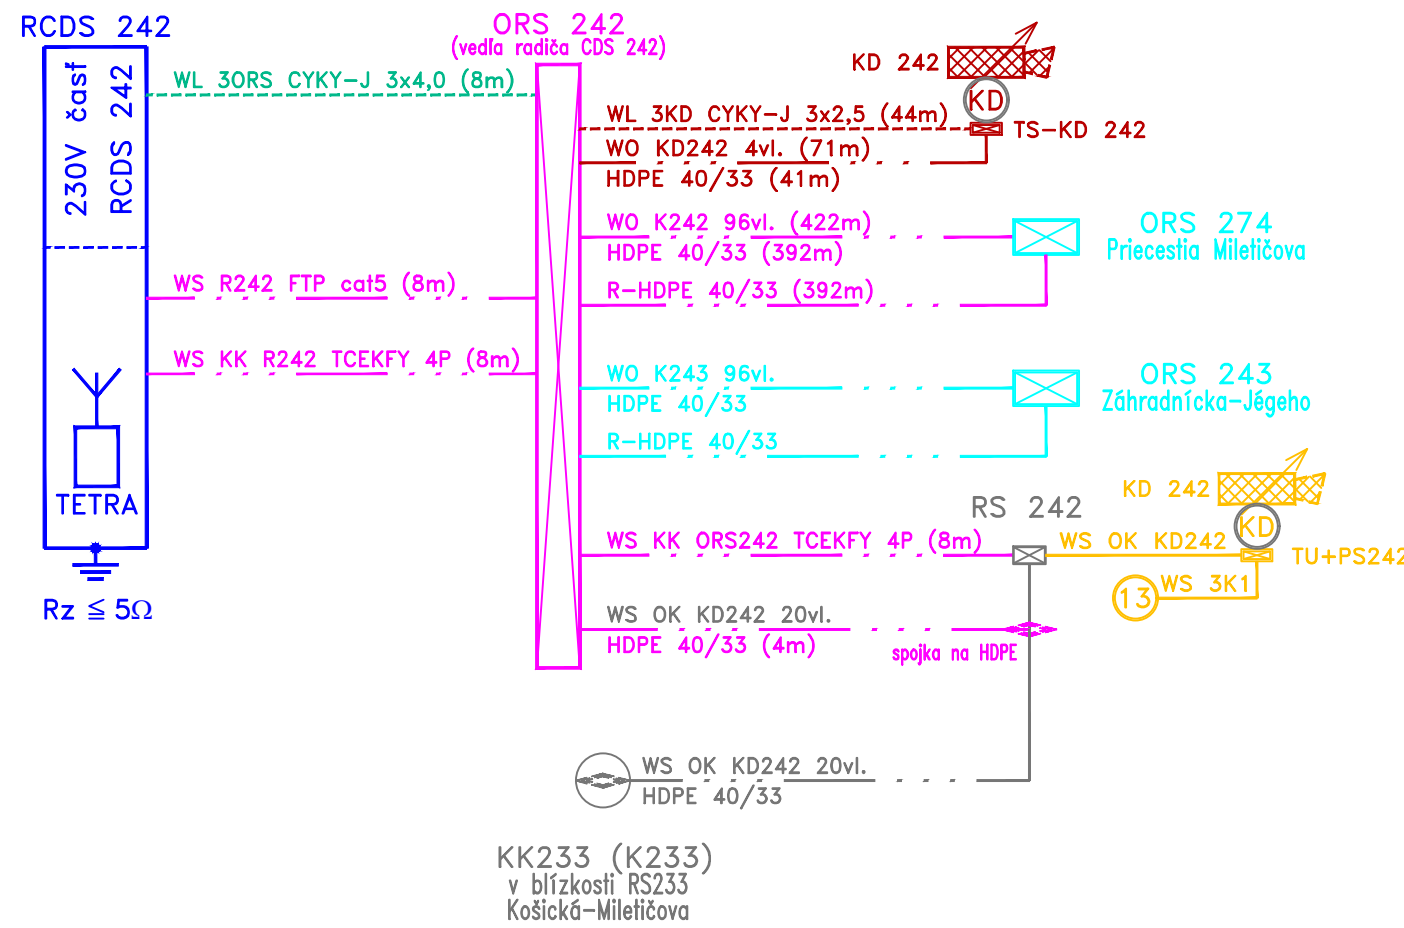 RCDS 242
230V časť
RCDS 242
TETRA
Rz ≦ 5Ω
WL 3ORS CYKY-J 3x4,0 (8m)
WS R242 FTP cat5 (8m)
WS KK R242 TCEKFY 4P (8m)
ORS 242
(vedľa radiča CDS 242)
KD 242
KD
WL 3KD CYKY-J 3x2,5 (44m)
TS-KD 242
WO KD242 4vl. (71m)
HDPE 40/33 (41m)
WO K242 96vl. (422m)
HDPE 40/33 (392m)
R-HDPE 40/33 (392m)
ORS 274
Priecestia Miletičova
WO K243 96vl.
HDPE 40/33
R-HDPE 40/33
ORS 243
Záhradnícka-Jégeho
KD 242
KD
RS 242
WS KK ORS242 TCEKFY 4P (8m)
WS OK KD242
TU+PS242
WS 3K1
13
WS OK KD242 20vl.
HDPE 40/33 (4m)
spojka na HDPE
WS OK KD242 20vl.
HDPE 40/33
KK233 (K233)
v blízkosti RS233
Košická-Miletičova